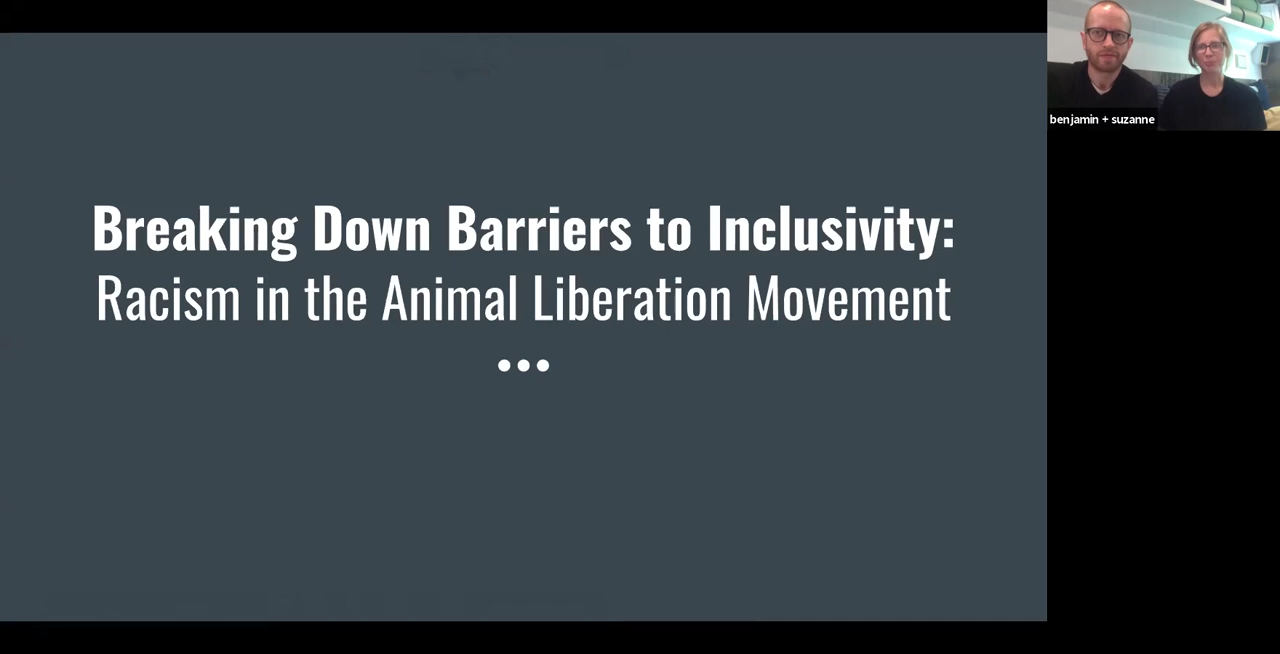 Breaking Down Barriers to Inclusivity:
Racism in the Animal Liberation Movement
benjamin + suzanne